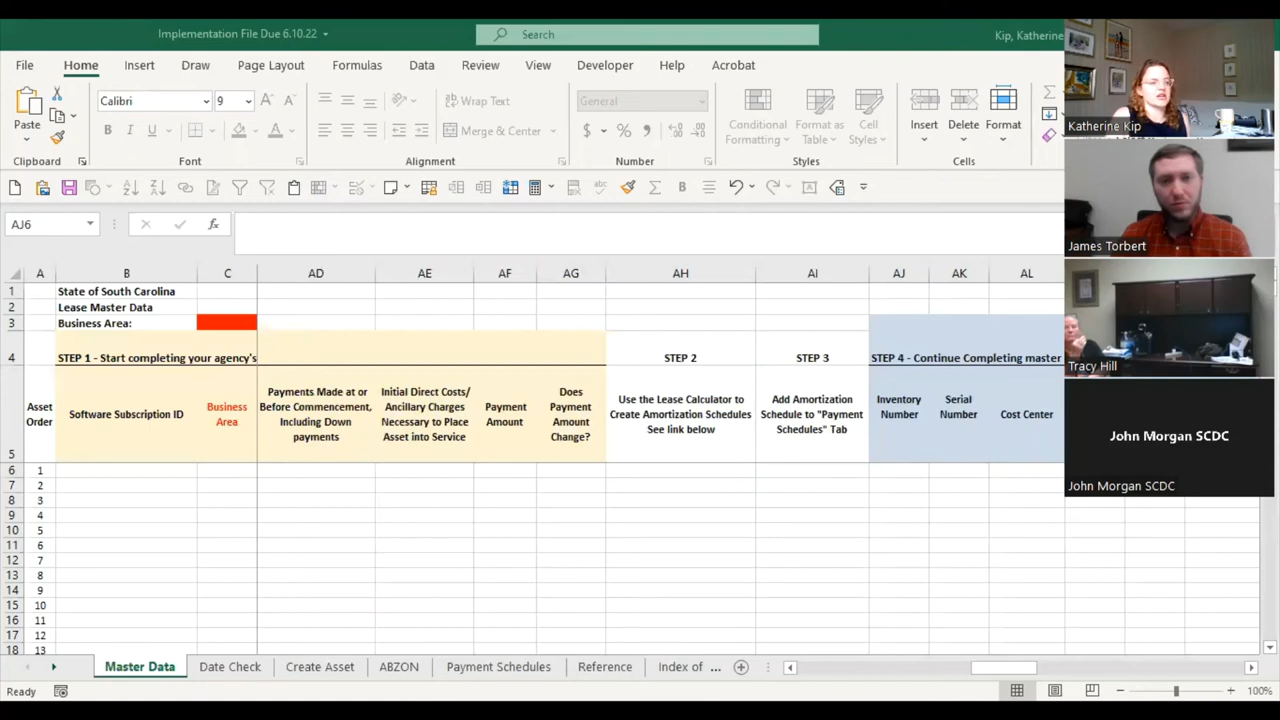 Implementation File Due 6.10.22
Search
Kip, Katherine
File Home Insert Draw Page Layout Formulas Data Review View Developer Help Acrobat
Paste
Calibri 9
Wrap Text
Merge & Center
General
Conditional Formatting
Format as Table
Cell Styles
Insert Delete Format
Clipboard Font Alignment Number Styles Cells
AJ6
fx
A B C AD AE AF AG AH AI AJ AK AL
1 State of South Carolina
2 Lease Master Data
3 Business Area:
4 STEP 1 - Start completing your agency's STEP 2 STEP 3 STEP 4 - Continue Completing master
5
Asset Order
Software Subscription ID
Business Area
Payments Made at or Before Commencement, Including Down payments
Initial Direct Costs/ Ancillary Charges Necessary to Place Asset into Service
Payment Amount
Does Payment Amount Change?
Use the Lease Calculator to Create Amortization Schedules See link below
Add Amortization Schedule to "Payment Schedules" Tab
Inventory Number
Serial Number
Cost Center
6 1
7 2
8 3
9 4
10 5
11 6
12 7
13 8
14 9
15 10
16 11
17 12
18 13
Master Data Date Check Create Asset ABZON Payment Schedules Reference Index of ...
Ready
100%
Katherine Kip
James Torbert
Tracy Hill
John Morgan SCDC
John Morgan SCDC